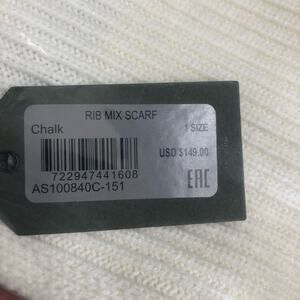 RIB MIX SCARF
Chalk 1 SIZE
USD $149.00
722947441608
AS100840C-151
EAC